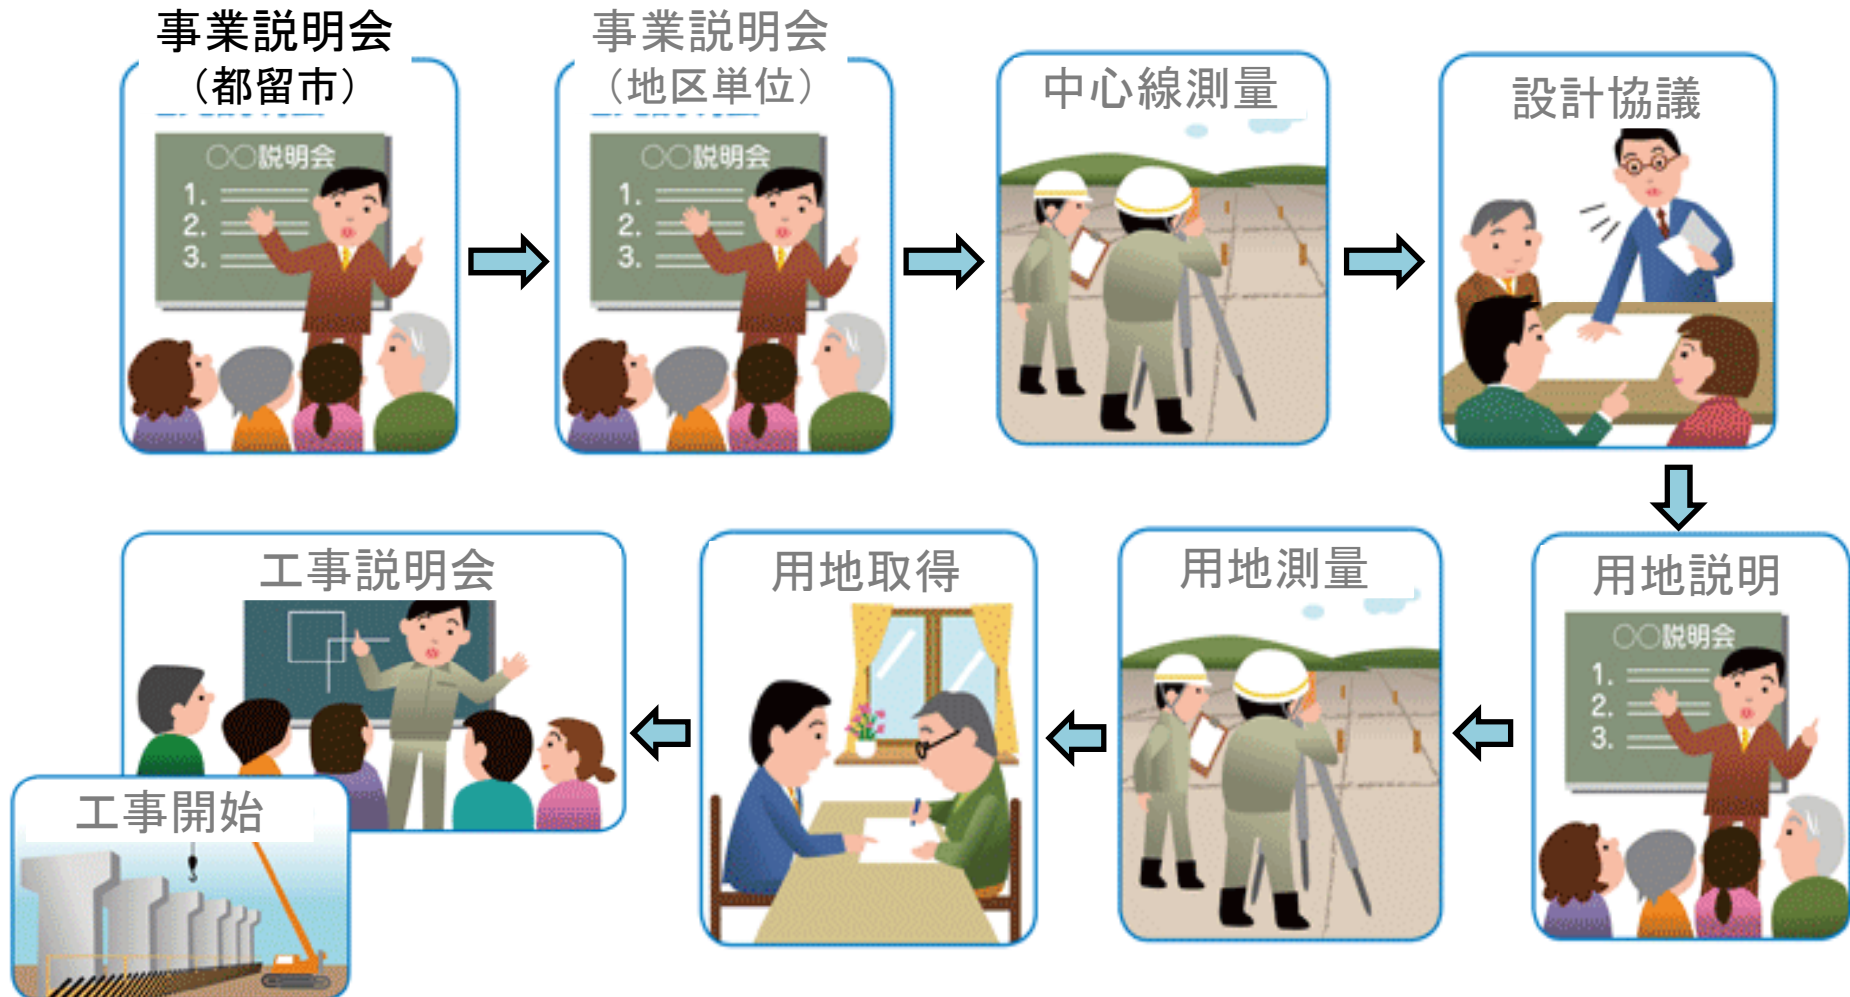 事業説明会
（都留市）
○○説明会
1.
2.
3.
事業説明会
（地区単位）
○○説明会
1.
2.
3.
中心線測量
設計協議
用地説明
○○説明会
1.
2.
3.
用地測量
用地取得
工事説明会
工事開始